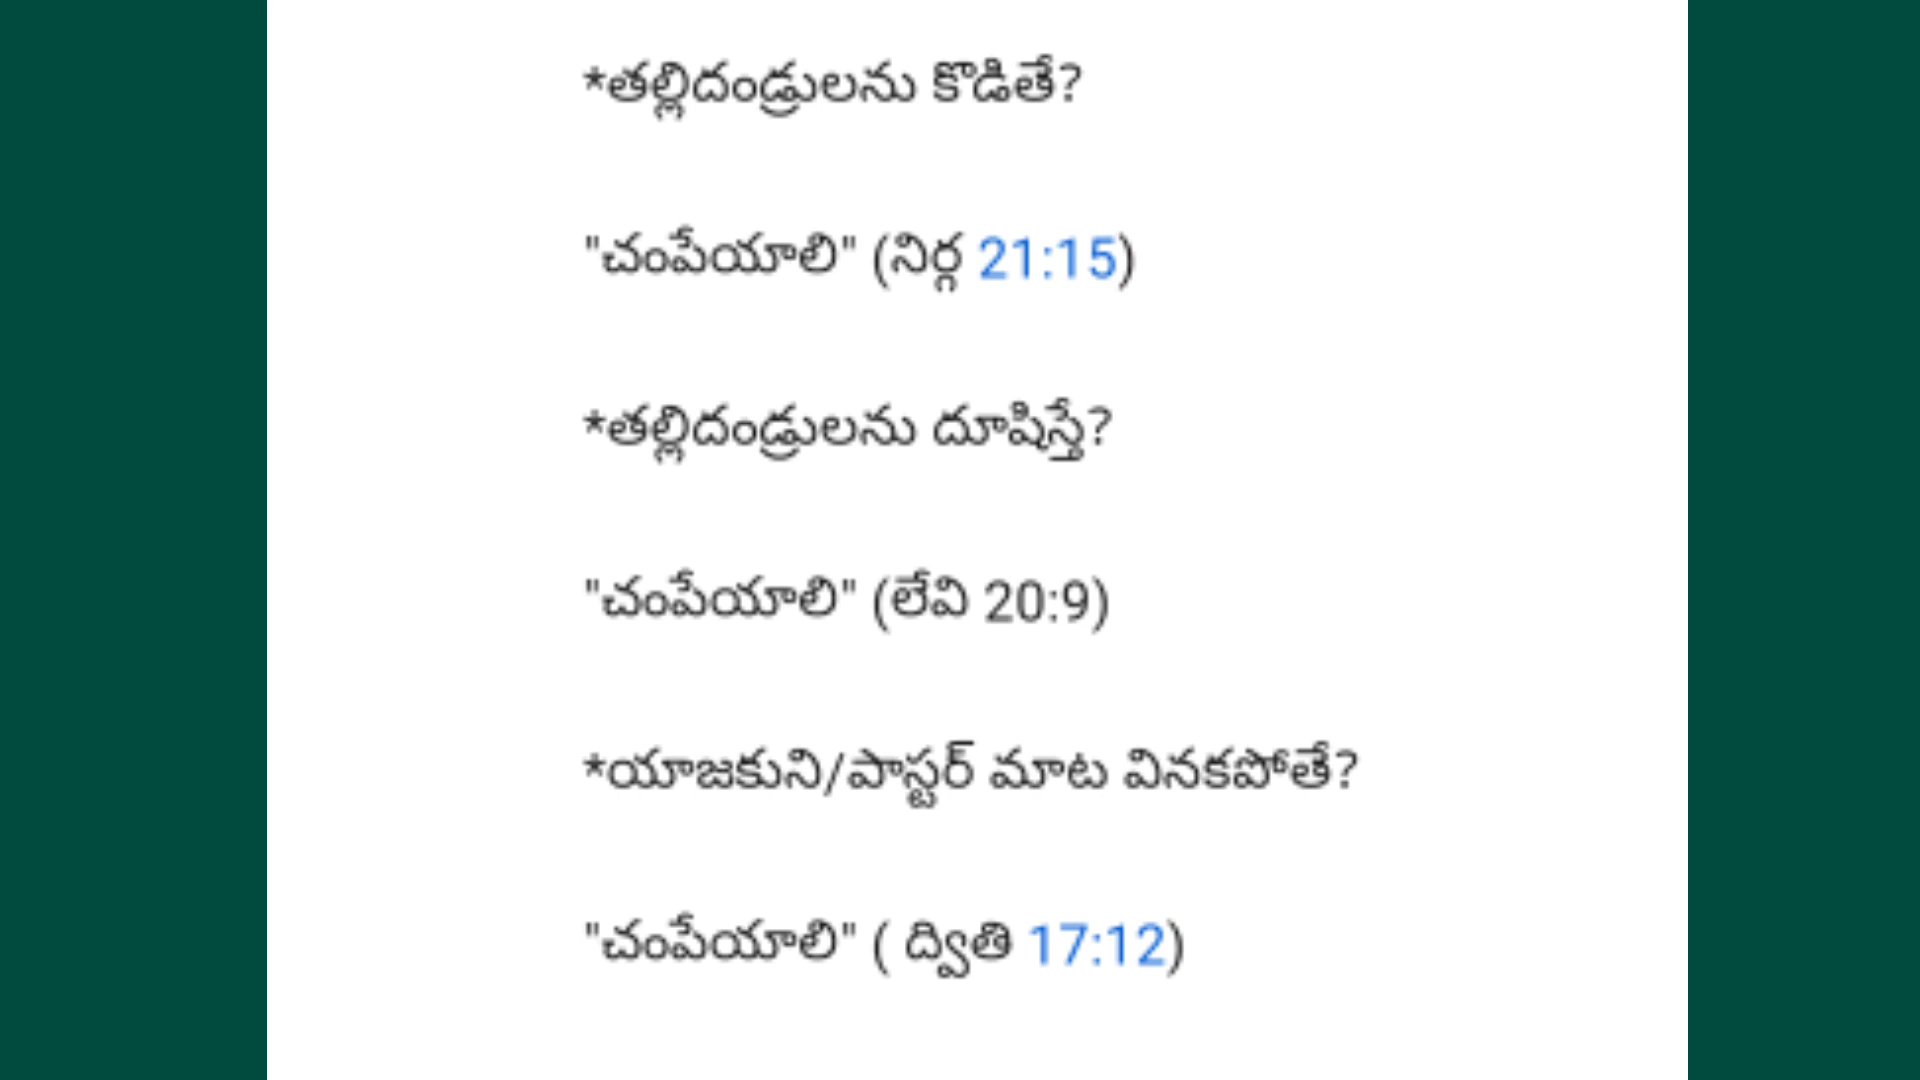 *తల్లిదండ్రులను కొడితే?
"చంపేయాలి" (నిర్గ 21:15)
*తల్లిదండ్రులను దూషిస్తే?
"చంపేయాలి" (లేవి 20:9)
*యాజకుని/పాస్టర్ మాట వినకపోతే?
"చంపేయాలి" ( ద్వితి 17:12)